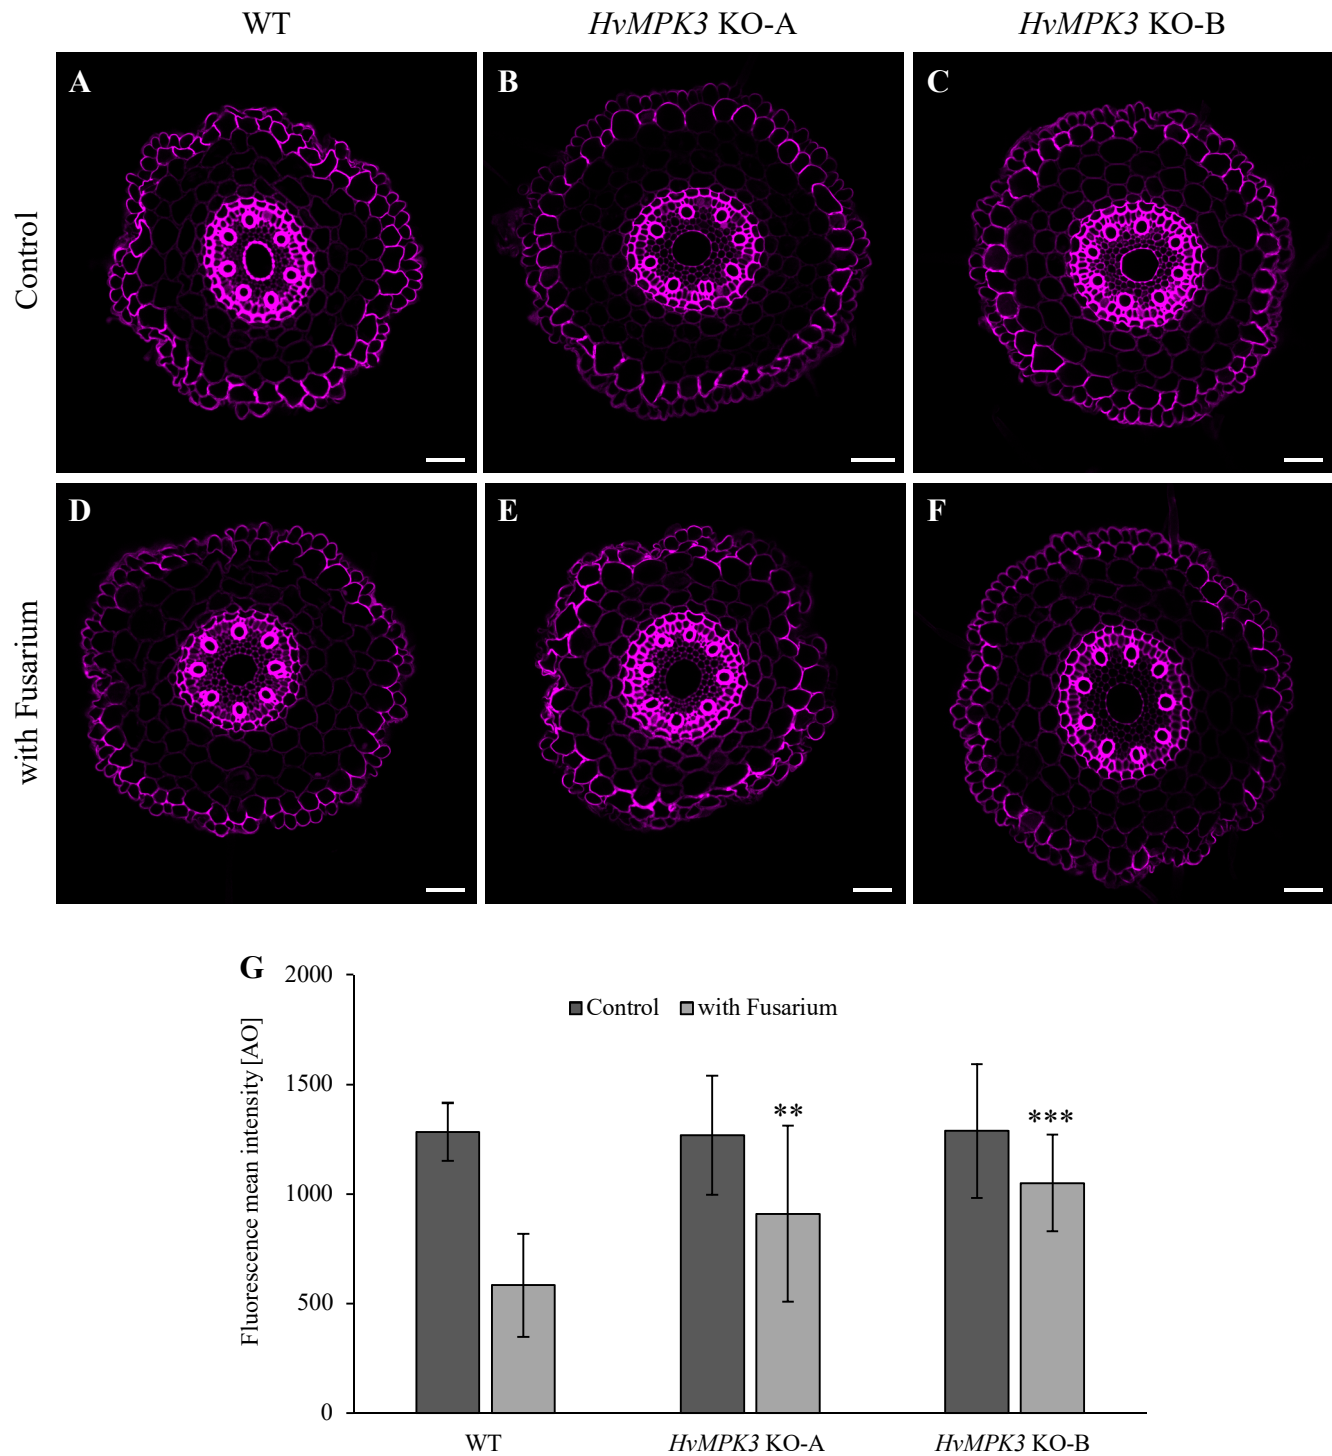 WT HvMPK3 KO-A HvMPK3 KO-B
Control
A B C
with Fusarium
D E F
G
Fluorescence mean intensity [AO]
2000
Control with Fusarium
1500
** ***
1000
500
0
WT HvMPK3 KO-A HvMPK3 KO-B